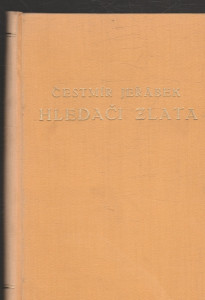 ČESTMÍR JEŘÁBEK
HLEDAČI ZLATA